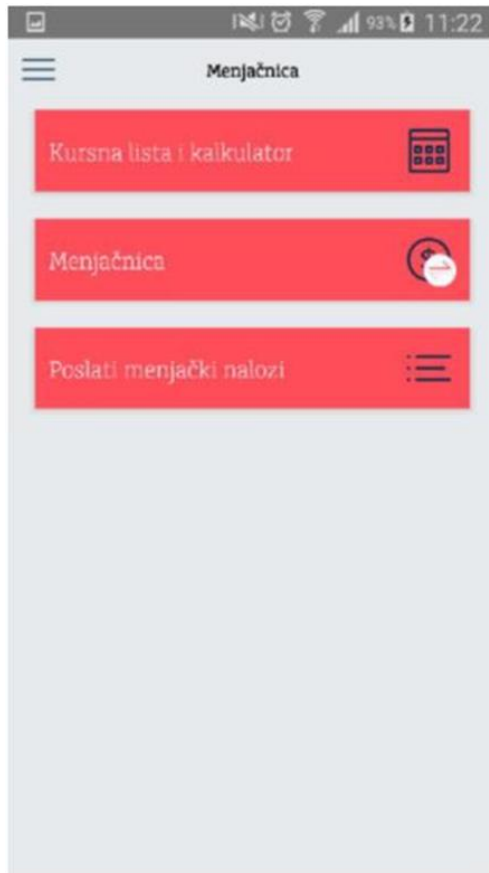 93% 11:22
Menjačnica
Kursna lista i kalkulator
Menjačnica
Poslati menjački nalozi